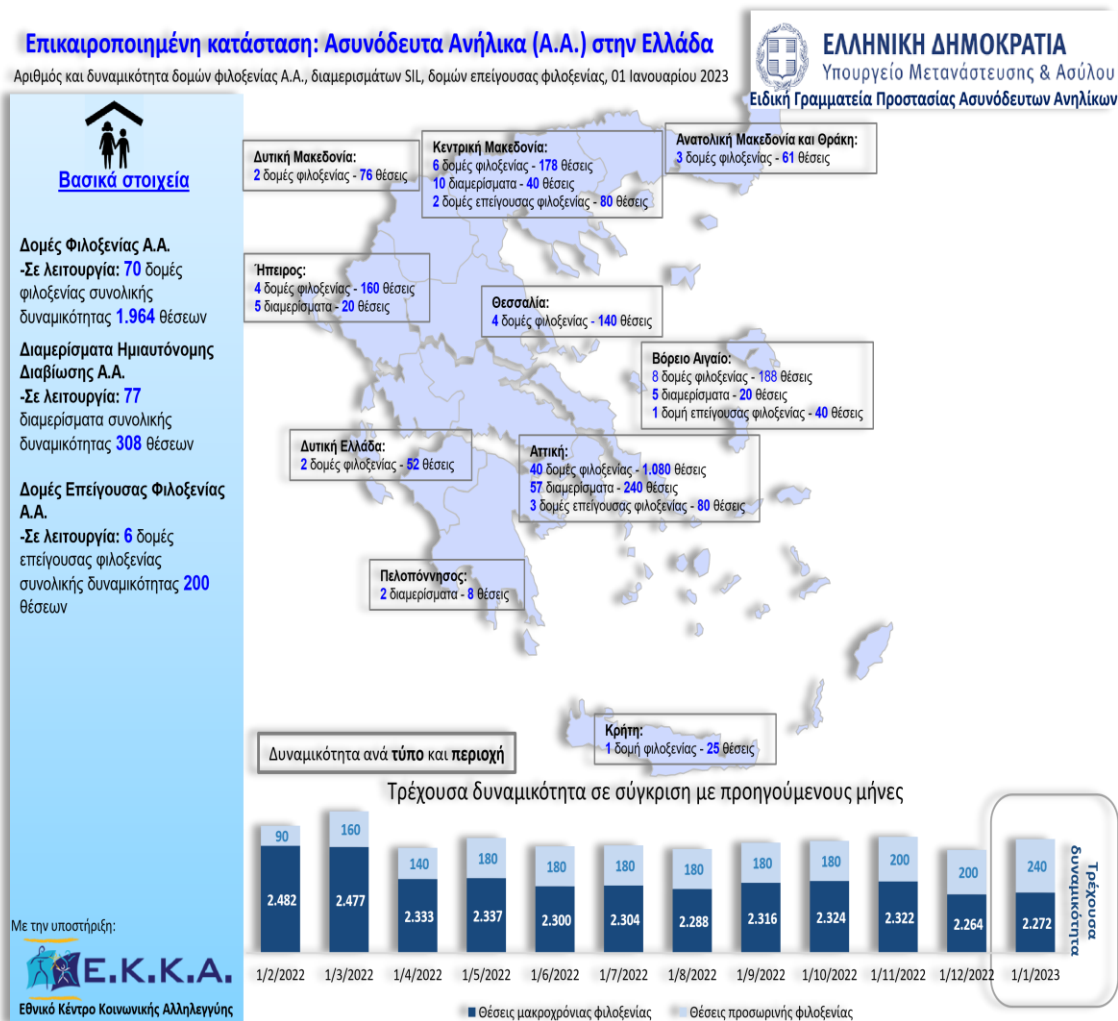 Επικαιροποιημένη κατάσταση: Ασυνόδευτα Ανήλικα (Α.Α.) στην Ελλάδα
Αριθμός και δυναμικότητα δομών φιλοξενίας Α.Α., διαμερισμάτων SIL, δομών επείγουσας φιλοξενίας, 01 Ιανουαρίου 2023
ΕΛΛΗΝΙΚΗ ΔΗΜΟΚΡΑΤΙΑ
Υπουργείο Μετανάστευσης & Ασύλου
Ειδική Γραμματεία Προστασίας Ασυνόδευτων Ανηλίκων
Βασικά στοιχεία
Δομές Φιλοξενίας Α.Α.
-Σε λειτουργία: 70 δομές
φιλοξενίας συνολικής
δυναμικότητας 1.964 θέσεων
Διαμερίσματα Ημιαυτόνομης
Διαβίωσης Α.Α.
-Σε λειτουργία: 77
διαμερίσματα συνολικής
δυναμικότητας 308 θέσεων
Δομές Επείγουσας Φιλοξενίας
Α.Α.
-Σε λειτουργία: 6 δομές
επείγουσας φιλοξενίας
συνολικής δυναμικότητας 200
θέσεων
Με την υποστήριξη:
Ε.Κ.Κ.Α.
Εθνικό Κέντρο Κοινωνικής Αλληλεγγύης
Δυτική Μακεδονία:
2 δομές φιλοξενίας - 76 θέσεις
Κεντρική Μακεδονία:
6 δομές φιλοξενίας - 178 θέσεις
10 διαμερίσματα - 40 θέσεις
2 δομές επείγουσας φιλοξενίας - 80 θέσεις
Ανατολική Μακεδονία και Θράκη:
3 δομές φιλοξενίας - 61 θέσεις
Ήπειρος:
4 δομές φιλοξενίας - 160 θέσεις
5 διαμερίσματα - 20 θέσεις
Θεσσαλία:
4 δομές φιλοξενίας - 140 θέσεις
Βόρειο Αιγαίο:
8 δομές φιλοξενίας - 188 θέσεις
5 διαμερίσματα - 20 θέσεις
1 δομή επείγουσας φιλοξενίας - 40 θέσεις
Δυτική Ελλάδα:
2 δομές φιλοξενίας - 52 θέσεις
Αττική:
40 δομές φιλοξενίας - 1.080 θέσεις
57 διαμερίσματα - 240 θέσεις
3 δομές επείγουσας φιλοξενίας - 80 θέσεις
Πελοπόννησος:
2 διαμερίσματα - 8 θέσεις
Κρήτη:
1 δομή φιλοξενίας - 25 θέσεις
Δυναμικότητα ανά τύπο και περιοχή
Τρέχουσα δυναμικότητα σε σύγκριση με προηγούμενους μήνες
90 160 140 180 180 180 180 180 180 200 200 240
2.482 2.477 2.333 2.337 2.300 2.304 2.288 2.316 2.324 2.322 2.264 2.272
1/2/2022 1/3/2022 1/4/2022 1/5/2022 1/6/2022 1/7/2022 1/8/2022 1/9/2022 1/10/2022 1/11/2022 1/12/2022 1/1/2023
Τρέχουσα
δυναμικότητα
Θέσεις μακροχρόνιας φιλοξενίας Θέσεις προσωρινής φιλοξενίας